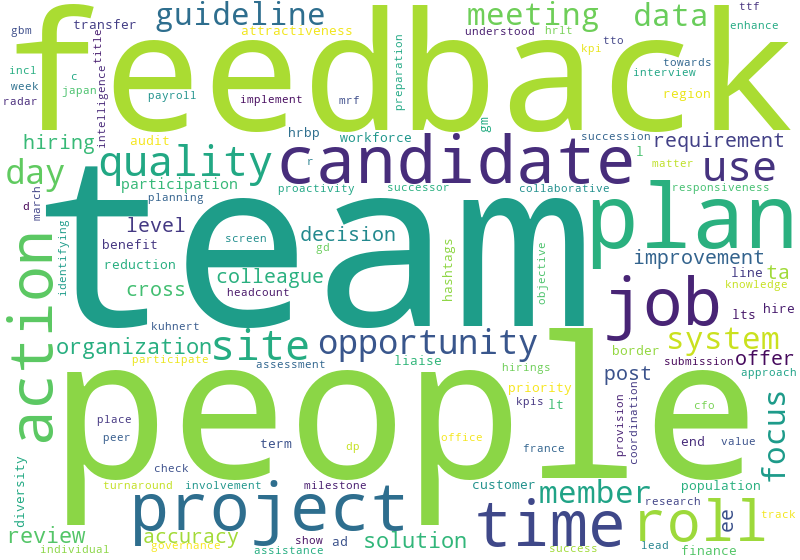 feedback
guideline
meeting
data
ttf
gbm
transfer
title
attractiveness
understood
hrlt
tto
kpi
enhance
incl
c
week
radar
japan
intelligence
payroll
implement
mrf
preparation
gm
towards
interview
region
hiring
audit
hrbp
workforce
succession
requirement
l
day
quality
candidate
use
matter
participation
r
proactivity
successor
collaborative
responsiveness
march
d
planning
team
plan
level
decision
benefit
screen
gd
identifying
hashtags
objective
improvement
reduction
colleague
line
ta
knowledge
action
cross
headcount
job
lts
hire
kuhnert
organization
site
opportunity
system
border
participate
assessment
liaise
submission
offer
approach
people
hirings
post
priority
kpis
lt
focus
place
peer
term
dp
office
france
provision
coordination
cfo
end
value
check
diversity
turnaround
involvement
milestone
customer
member
population
project
time
roll
ee
research
track
review
accuracy
governance
individual
show
ad
assistance
solution
success
lead
finance